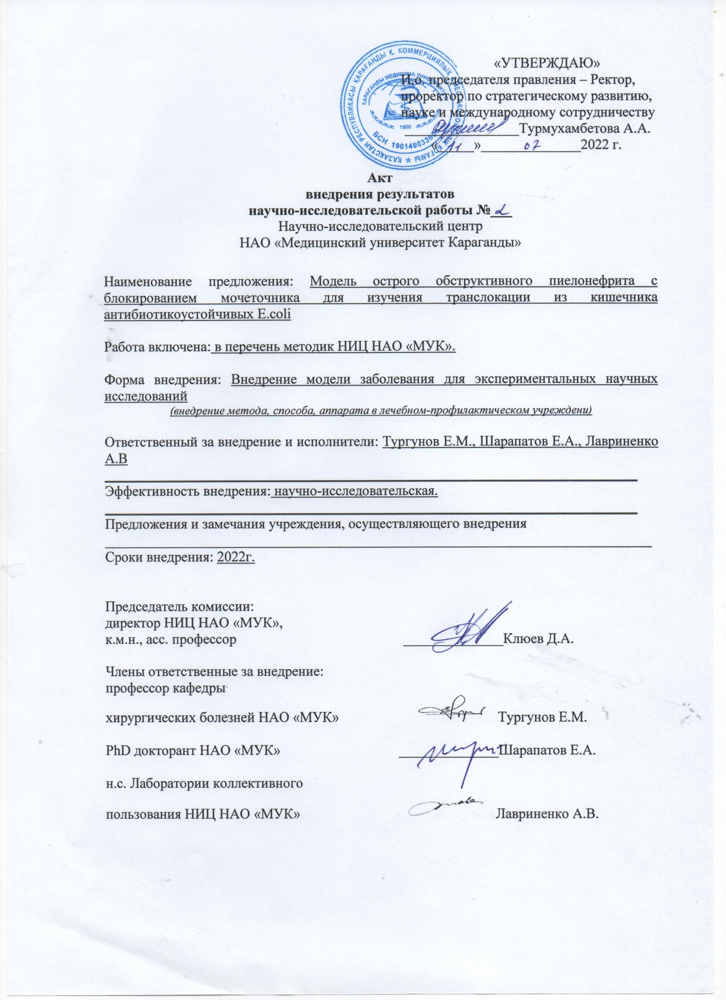 «УТВЕРЖДАЮ»
И.о. председателя правления – Ректор,
проректор по стратегическому развитию,
науке и международному сотрудничеству
Турмухамбетова А.А.
« 11 » 07 2022 г.
ҚАЗАҚСТАН РЕСПУБЛИКАСЫ ҚАРАҒАНДЫ Қ. КОММЕРЦИЯЛЫҚ ЕМЕС АКЦИОНЕРЛІК ҚОҒАМЫ
ҚАРАҒАНДЫ МЕДИЦИНА УНИВЕРСИТЕТІ
1950
БСН
Акт
внедрения результатов
научно-исследовательской работы № 2
Научно-исследовательский центр
НАО «Медицинский университет Караганды»
Наименование предложения: Модель острого обструктивного пиелонефрита с
блокированием мочеточника для изучения транслокации из кишечника
антибиотикоустойчивых E.coli
Работа включена: в перечень методик НИЦ НАО «МУК».
Форма внедрения: Внедрение модели заболевания для экспериментальных научных
исследований
(внедрение метода, способа, аппарата в лечебном-профилактическом учреждени)
Ответственный за внедрение и исполнители: Тургунов Е.М., Шарапатов Е.А., Лавриненко
А.В
Эффективность внедрения: научно-исследовательская.
Предложения и замечания учреждения, осуществляющего внедрения
Сроки внедрения: 2022г.
Председатель комиссии:
директор НИЦ НАО «МУК»,
к.м.н., асс. профессор Клюев Д.А.
Члены ответственные за внедрение:
профессор кафедры
хирургических болезней НАО «МУК» Тургунов Е.М.
PhD докторант НАО «МУК» Шарапатов Е.А.
н.с. Лаборатории коллективного
пользования НИЦ НАО «МУК» Лавриненко А.В.